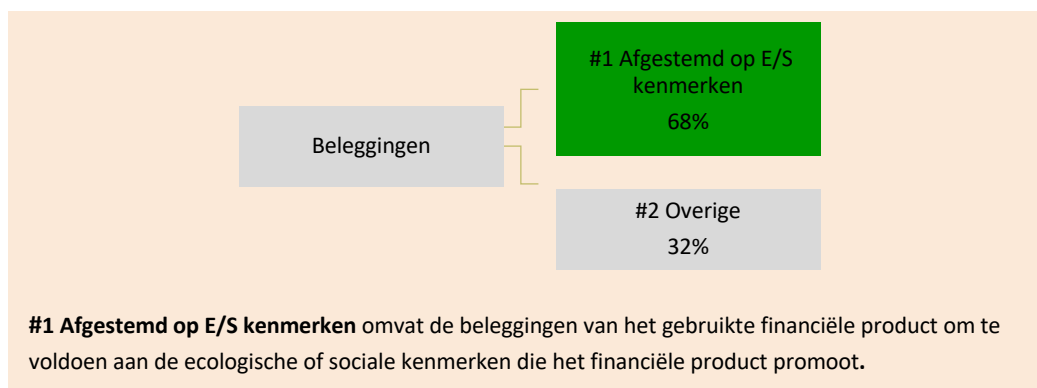 Beleggingen
#1 Afgestemd op E/S
kenmerken
68%
#2 Overige
32%
#1 Afgestemd op E/S kenmerken omvat de beleggingen van het gebruikte financiële product om te
voldoen aan de ecologische of sociale kenmerken die het financiële product promoot.